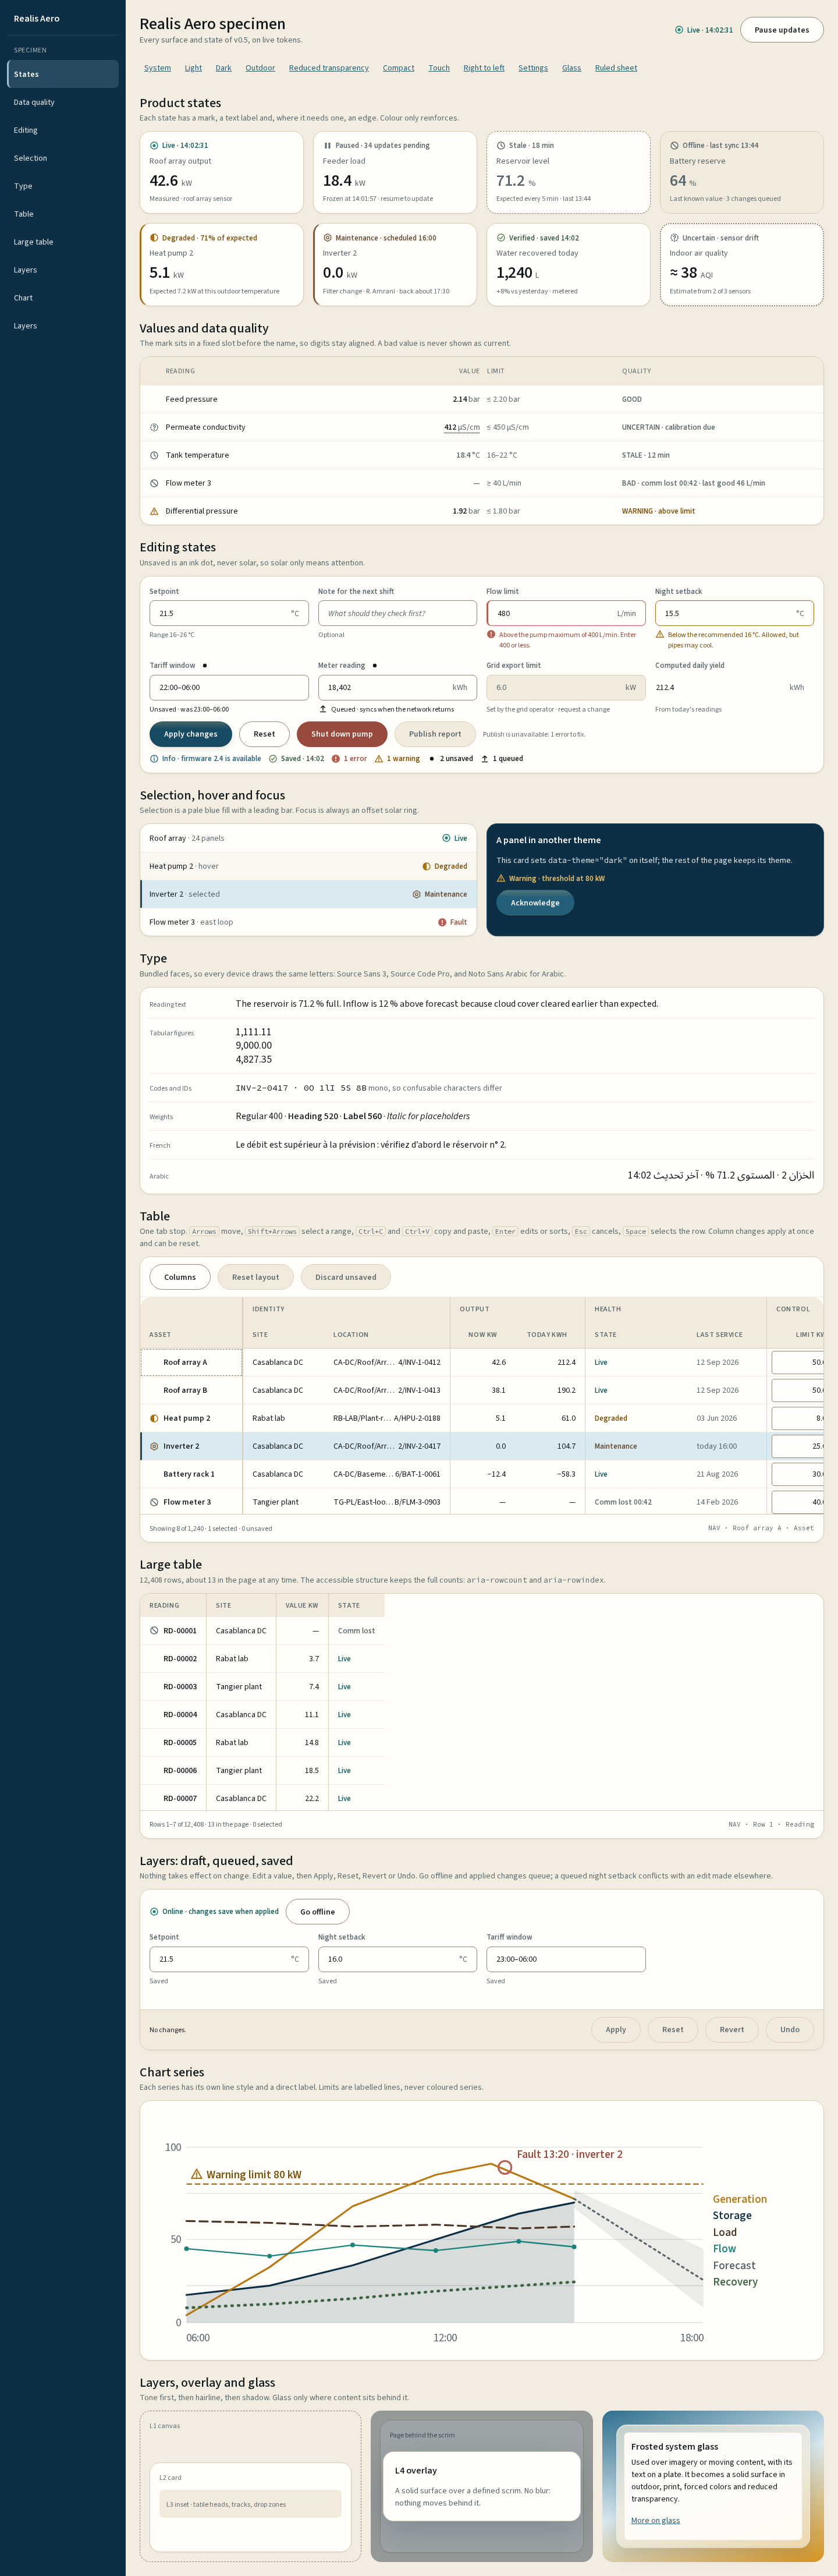 Realis Aero
SPECIMEN
States
Data quality
Editing
Selection
Type
Table
Large table
Layers
Chart
Layers
Realis Aero specimen
Every surface and state of v0.5, on live tokens.
Live · 14:02:31
Pause updates
System Light Dark Outdoor Reduced transparency Compact Touch Right to left Settings Glass Ruled sheet
Product states
Each state has a mark, a text label and, where it needs one, an edge. Colour only reinforces.
Live · 14:02:31
Roof array output
42.6 kW
Measured · roof array sensor
Paused · 34 updates pending
Feeder load
18.4 kW
Frozen at 14:01:57 · resume to update
Stale · 18 min
Reservoir level
71.2 %
Expected every 5 min · last 13:44
Offline · last sync 13:44
Battery reserve
64 %
Last known value · 3 changes queued
Degraded · 71% of expected
Heat pump 2
5.1 kW
Expected 7.2 kW at this outdoor temperature
Maintenance · scheduled 16:00
Inverter 2
0.0 kW
Filter change · R. Amrani · back about 17:30
Verified · saved 14:02
Water recovered today
1,240 L
+8% vs yesterday · metered
Uncertain · sensor drift
Indoor air quality
≈ 38 AQI
Estimate from 2 of 3 sensors
Values and data quality
The mark sits in a fixed slot before the name, so digits stay aligned. A bad value is never shown as current.
READING VALUE LIMIT QUALITY
Feed pressure 2.14 bar ≤ 2.20 bar GOOD
Permeate conductivity 412 µS/cm ≤ 450 µS/cm UNCERTAIN · calibration due
Tank temperature 18.4 °C 16–22 °C STALE · 12 min
Flow meter 3 — ≥ 40 L/min BAD · comm lost 00:42 · last good 46 L/min
Differential pressure 1.92 bar ≤ 1.80 bar WARNING · above limit
Editing states
Unsaved is an ink dot, never solar, so solar only means attention.
Setpoint
21.5 °C
Range 16–26 °C
Note for the next shift
What should they check first?
Optional
Flow limit
480 L/min
Above the pump maximum of 400 L/min. Enter
400 or less.
Night setback
15.5 °C
Below the recommended 16 °C. Allowed, but
pipes may cool.
Tariff window
22:00–06:00
Unsaved · was 23:00–06:00
Meter reading
18,402 kWh
Queued · syncs when the network returns
Grid export limit
6.0 kW
Set by the grid operator · request a change
Computed daily yield
212.4 kWh
From today's readings
Apply changes Reset Shut down pump Publish report Publish is unavailable: 1 error to fix.
Info · firmware 2.4 is available Saved · 14:02 1 error 1 warning 2 unsaved 1 queued
Selection, hover and focus
Selection is a pale blue fill with a leading bar. Focus is always an offset solar ring.
Roof array · 24 panels Live
Heat pump 2 · hover Degraded
Inverter 2 · selected Maintenance
Flow meter 3 · east loop Fault
A panel in another theme
This card sets data-theme="dark" on itself; the rest of the page keeps its theme.
Warning · threshold at 80 kW
Acknowledge
Type
Bundled faces, so every device draws the same letters: Source Sans 3, Source Code Pro, and Noto Sans Arabic for Arabic.
Reading text The reservoir is 71.2 % full. Inflow is 12 % above forecast because cloud cover cleared earlier than expected.
Tabular figures 1,111.11
9,000.00
4,827.35
Codes and IDs INV-2-0417 · 0O 1lI 5S 8B mono, so confusable characters differ
Weights Regular 400 · Heading 520 · Label 560 · Italic for placeholders
French Le débit est supérieur à la prévision : vérifiez d’abord le réservoir n° 2.
Arabic الخزان 2 · المستوى 71.2 % · آخر تحديث 14:02
Table
One tab stop. Arrows move, Shift+Arrows select a range, Ctrl+C and Ctrl+V copy and paste, Enter edits or sorts, Esc cancels, Space selects the row. Column changes apply at once
and can be reset.
Columns Reset layout Discard unsaved
IDENTITY OUTPUT HEALTH CONTROL
ASSET SITE LOCATION NOW KW TODAY KWH STATE LAST SERVICE LIMIT KW
Roof array A Casablanca DC CA-DC/Roof/Arr… 4/INV-1-0412 42.6 212.4 Live 12 Sep 2026 50.0
Roof array B Casablanca DC CA-DC/Roof/Arr… 2/INV-1-0413 38.1 190.2 Live 12 Sep 2026 50.0
Heat pump 2 Rabat lab RB-LAB/Plant-r… A/HPU-2-0188 5.1 61.0 Degraded 03 Jun 2026 8.0
Inverter 2 Casablanca DC CA-DC/Roof/Arr… 2/INV-2-0417 0.0 104.7 Maintenance today 16:00 25.0
Battery rack 1 Casablanca DC CA-DC/Baseme… 6/BAT-1-0061 −12.4 −58.3 Live 21 Aug 2026 30.0
Flow meter 3 Tangier plant TG-PL/East-loo… B/FLM-3-0903 — — Comm lost 00:42 14 Feb 2026 40.0
Showing 8 of 1,240 · 1 selected · 0 unsaved NAV · Roof array A · Asset
Large table
12,408 rows, about 13 in the page at any time. The accessible structure keeps the full counts: aria-rowcount and aria-rowindex.
READING SITE VALUE KW STATE
RD-00001 Casablanca DC — Comm lost
RD-00002 Rabat lab 3.7 Live
RD-00003 Tangier plant 7.4 Live
RD-00004 Casablanca DC 11.1 Live
RD-00005 Rabat lab 14.8 Live
RD-00006 Tangier plant 18.5 Live
RD-00007 Casablanca DC 22.2 Live
Rows 1–7 of 12,408 · 13 in the page · 0 selected NAV · Row 1 · Reading
Layers: draft, queued, saved
Nothing takes effect on change. Edit a value, then Apply, Reset, Revert or Undo. Go offline and applied changes queue; a queued night setback conflicts with an edit made elsewhere.
Online · changes save when applied Go offline
Setpoint
21.5 °C
Saved
Night setback
16.0 °C
Saved
Tariff window
23:00–06:00
Saved
No changes. Apply Reset Revert Undo
Chart series
Each series has its own line style and a direct label. Limits are labelled lines, never coloured series.
100
50
0
Fault 13:20 · inverter 2
Warning limit 80 kW
Generation
Storage
Load
Flow
Forecast
Recovery
06:00 12:00 18:00
Layers, overlay and glass
Tone first, then hairline, then shadow. Glass only where content sits behind it.
L1 canvas
L2 card
L3 inset · table heads, tracks, drop zones
Page behind the scrim
L4 overlay
A solid surface over a defined scrim. No blur:
nothing moves behind it.
Frosted system glass
Used over imagery or moving content, with its
text on a plate. It becomes a solid surface in
outdoor, print, forced colors and reduced
transparency.
More on glass